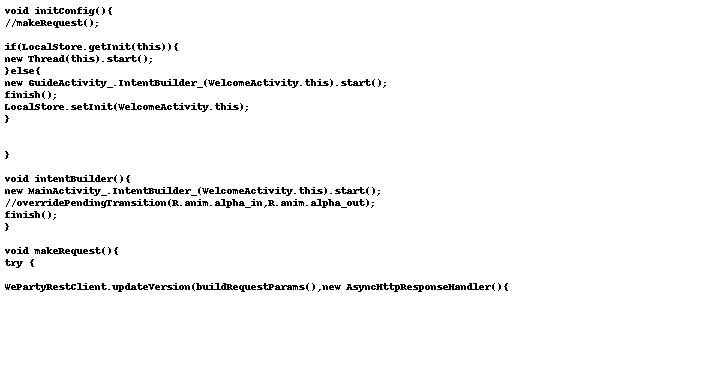 void initConfig(){
//makeRequest();
if(LocalStore.getInit(this)){
new Thread(this).start();
}else{
new GuideActivity_.IntentBuilder_(WelcomeActivity.this).start();
finish();
LocalStore.setInit(WelcomeActivity.this);
}
}
void intentBuilder(){
new MainActivity_.IntentBuilder_(WelcomeActivity.this).start();
//overridePendingTransition(R.anim.alpha_in,R.anim.alpha_out);
finish();
}
void makeRequest(){
try {
WePartyRestClient.updateVersion(buildRequestParams(),new AsyncHttpResponseHandler(){